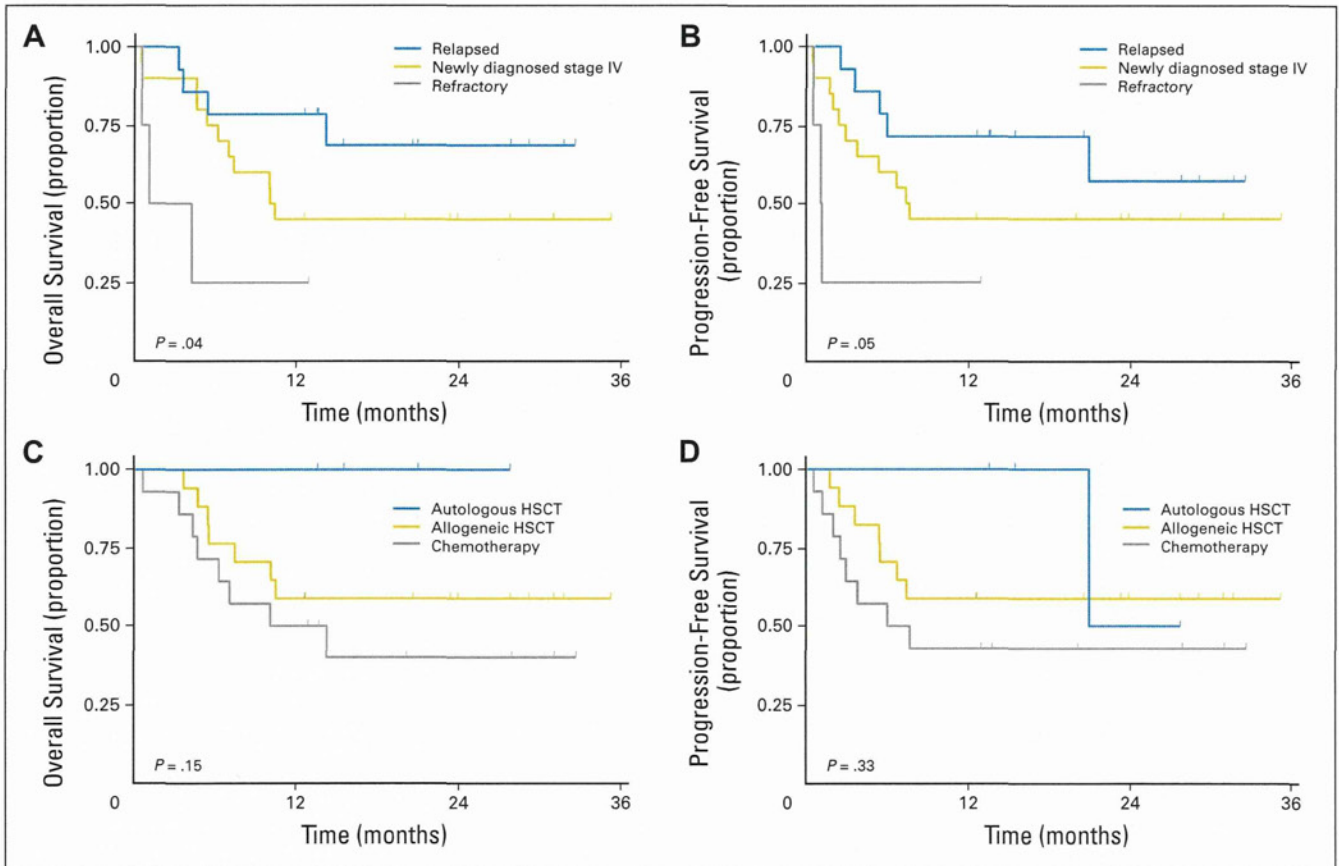 A
Overall Survival (proportion)
1.00
0.75
0.50
0.25
0
12
24
36
Time (months)
Relapsed
Newly diagnosed stage IV
Refractory
P = .04
B
Progression-Free Survival
(proportion)
1.00
0.75
0.50
0.25
0
12
24
36
Time (months)
Relapsed
Newly diagnosed stage IV
Refractory
P = .05
C
Overall Survival (proportion)
1.00
0.75
0.50
0.25
0
12
24
36
Time (months)
Autologous HSCT
Allogeneic HSCT
Chemotherapy
P = .15
D
Progression-Free Survival
(proportion)
1.00
0.75
0.50
0.25
0
12
24
36
Time (months)
Autologous HSCT
Allogeneic HSCT
Chemotherapy
P = .33